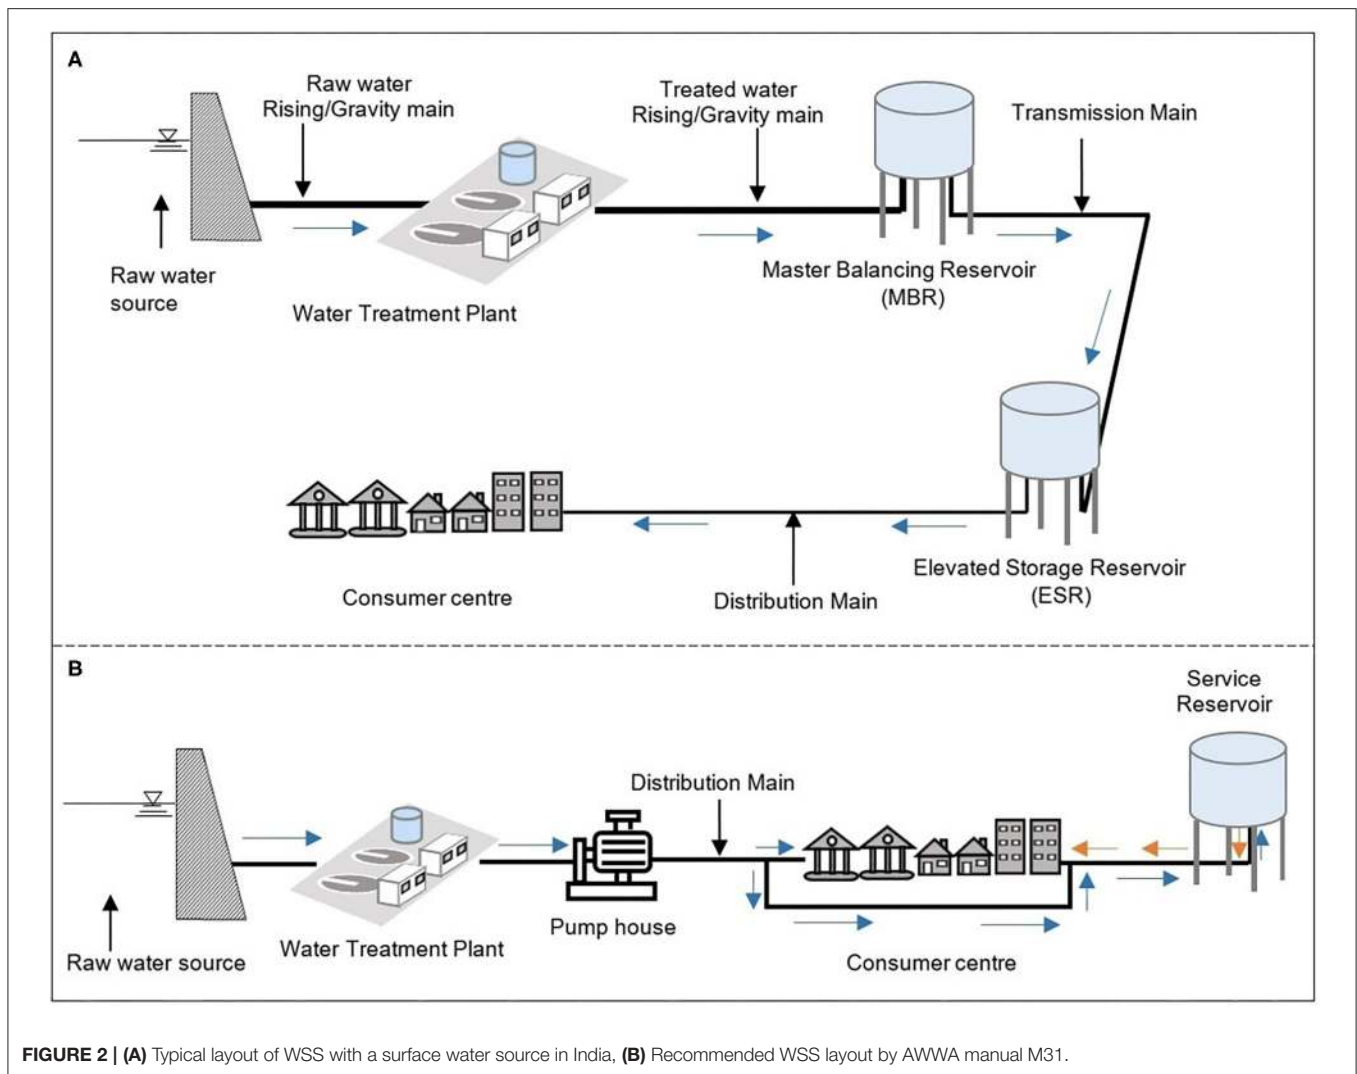 A
Raw water
Rising/Gravity main
Treated water
Rising/Gravity main
Transmission Main
Raw water
source
Water Treatment Plant
Master Balancing Reservoir
(MBR)
Elevated Storage Reservoir
(ESR)
Consumer centre
Distribution Main
B
Service
Reservoir
Distribution Main
Pump house
Water Treatment Plant
Raw water source
Consumer centre
FIGURE 2 | (A) Typical layout of WSS with a surface water source in India, (B) Recommended WSS layout by AWWA manual M31.